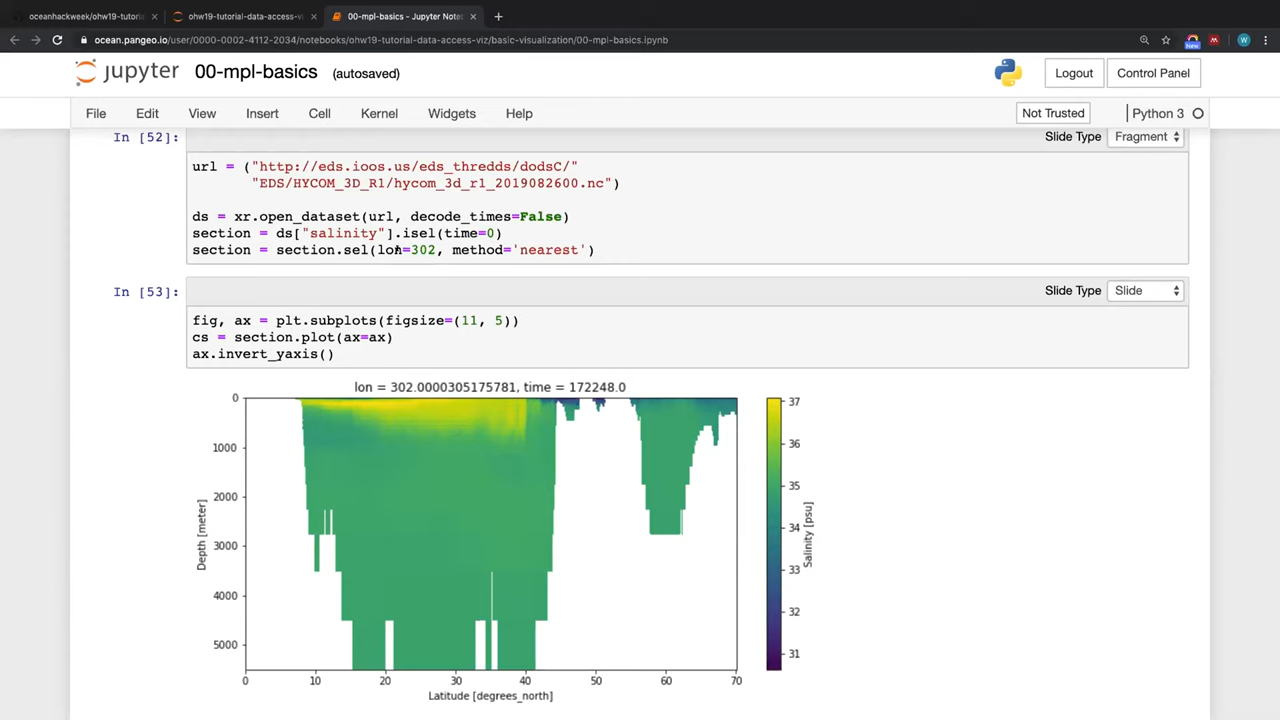 oceanhackweek/ohw19-tutori
ohw19-tutorial-data-access-vi
00-mpl-basics - Jupyter Note
ocean.pangeo.io/user/0000-0002-4112-2034/notebooks/ohw19-tutorial-data-access-viz/basic-visualization/00-mpl-basics.ipynb
New
W
jupyter 00-mpl-basics (autosaved)
Logout
Control Panel
File Edit View Insert Cell Kernel Widgets Help
Not Trusted
Python 3
In [52]:
Slide Type Fragment
url = ("http://eds.ioos.us/eds_thredds/dodsC/"
"EDS/HYCOM_3D_R1/hycom_3d_r1_2019082600.nc")
ds = xr.open_dataset(url, decode_times=False)
section = ds["salinity"].isel(time=0)
section = section.sel(lon=302, method='nearest')
In [53]:
Slide Type Slide
fig, ax = plt.subplots(figsize=(11, 5))
cs = section.plot(ax=ax)
ax.invert_yaxis()
lon = 302.0000305175781, time = 172248.0
0
1000
2000
3000
4000
5000
Depth [meter]
0 10 20 30 40 50 60 70
Latitude [degrees_north]
37
36
35
34
33
32
31
Salinity [psu]